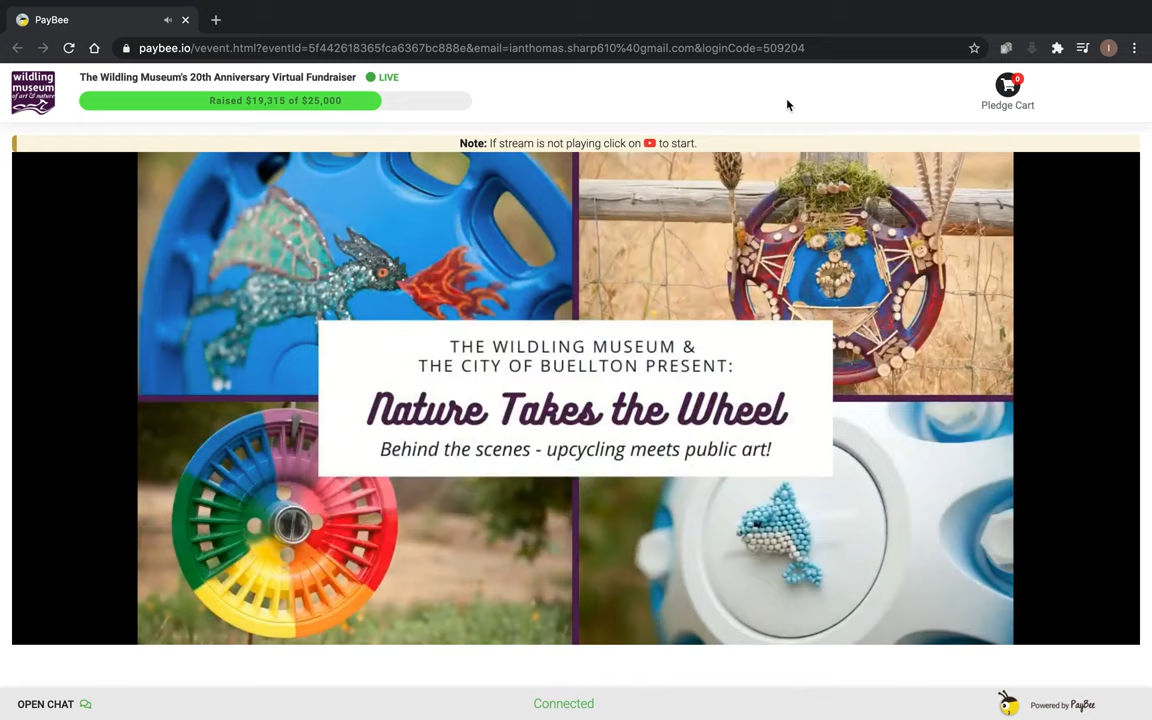 PayBee
paybee.io/vevent.html?eventId=5f442618365fca6367bc888e&email=ianthomas.sharp610%40gmail.com&loginCode=509204
I
wildling
museum
of art & nature
The Wildling Museum's 20th Anniversary Virtual Fundraiser
LIVE
Raised $19,315 of $25,000
0
Pledge Cart
Note: If stream is not playing click on to start.
THE WILDLING MUSEUM &
THE CITY OF BUELLTON PRESENT:
Nature Takes the Wheel
Behind the scenes - upcycling meets public art!
OPEN CHAT
Connected
Powered by PayBee